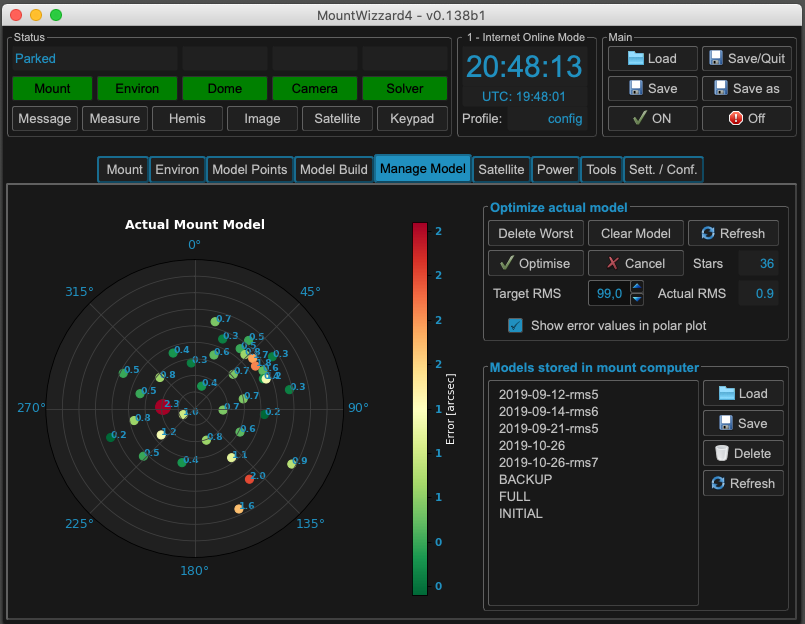 MountWizzard4 - v0.138b1
Status
1 - Internet Online Mode
Main
Parked
20:48:13
UTC: 19:48:01
Profile: config
Load Save/Quit
Save Save as
ON Off
Mount Environ Dome Camera Solver
Message Measure Hemis Image Satellite Keypad
Mount Environ Model Points Model Build Manage Model Satellite Power Tools Sett. / Conf.
Actual Mount Model
0°
315° 45°
270° 90°
225° 135°
180°
0.7
0.3 0.5
0.4 0.6 0.3
0.3
0.5 0.8 0.7
0.4 0.3
0.5 0.7
2.3 1.0 0.7 0.2
0.8
0.2 1.2 0.8 0.6
0.5 0.4 1.1 0.9
2.0
1.6
2
2
2
2
1
1
1
0
0
Error [arcsec]
Optimize actual model
Delete Worst Clear Model Refresh
Optimise Cancel Stars 36
Target RMS 99,0 Actual RMS 0.9
Show error values in polar plot
Models stored in mount computer
2019-09-12-rms5
2019-09-14-rms6
2019-09-21-rms5
2019-10-26
2019-10-26-rms7
BACKUP
FULL
INITIAL
Load
Save
Delete
Refresh